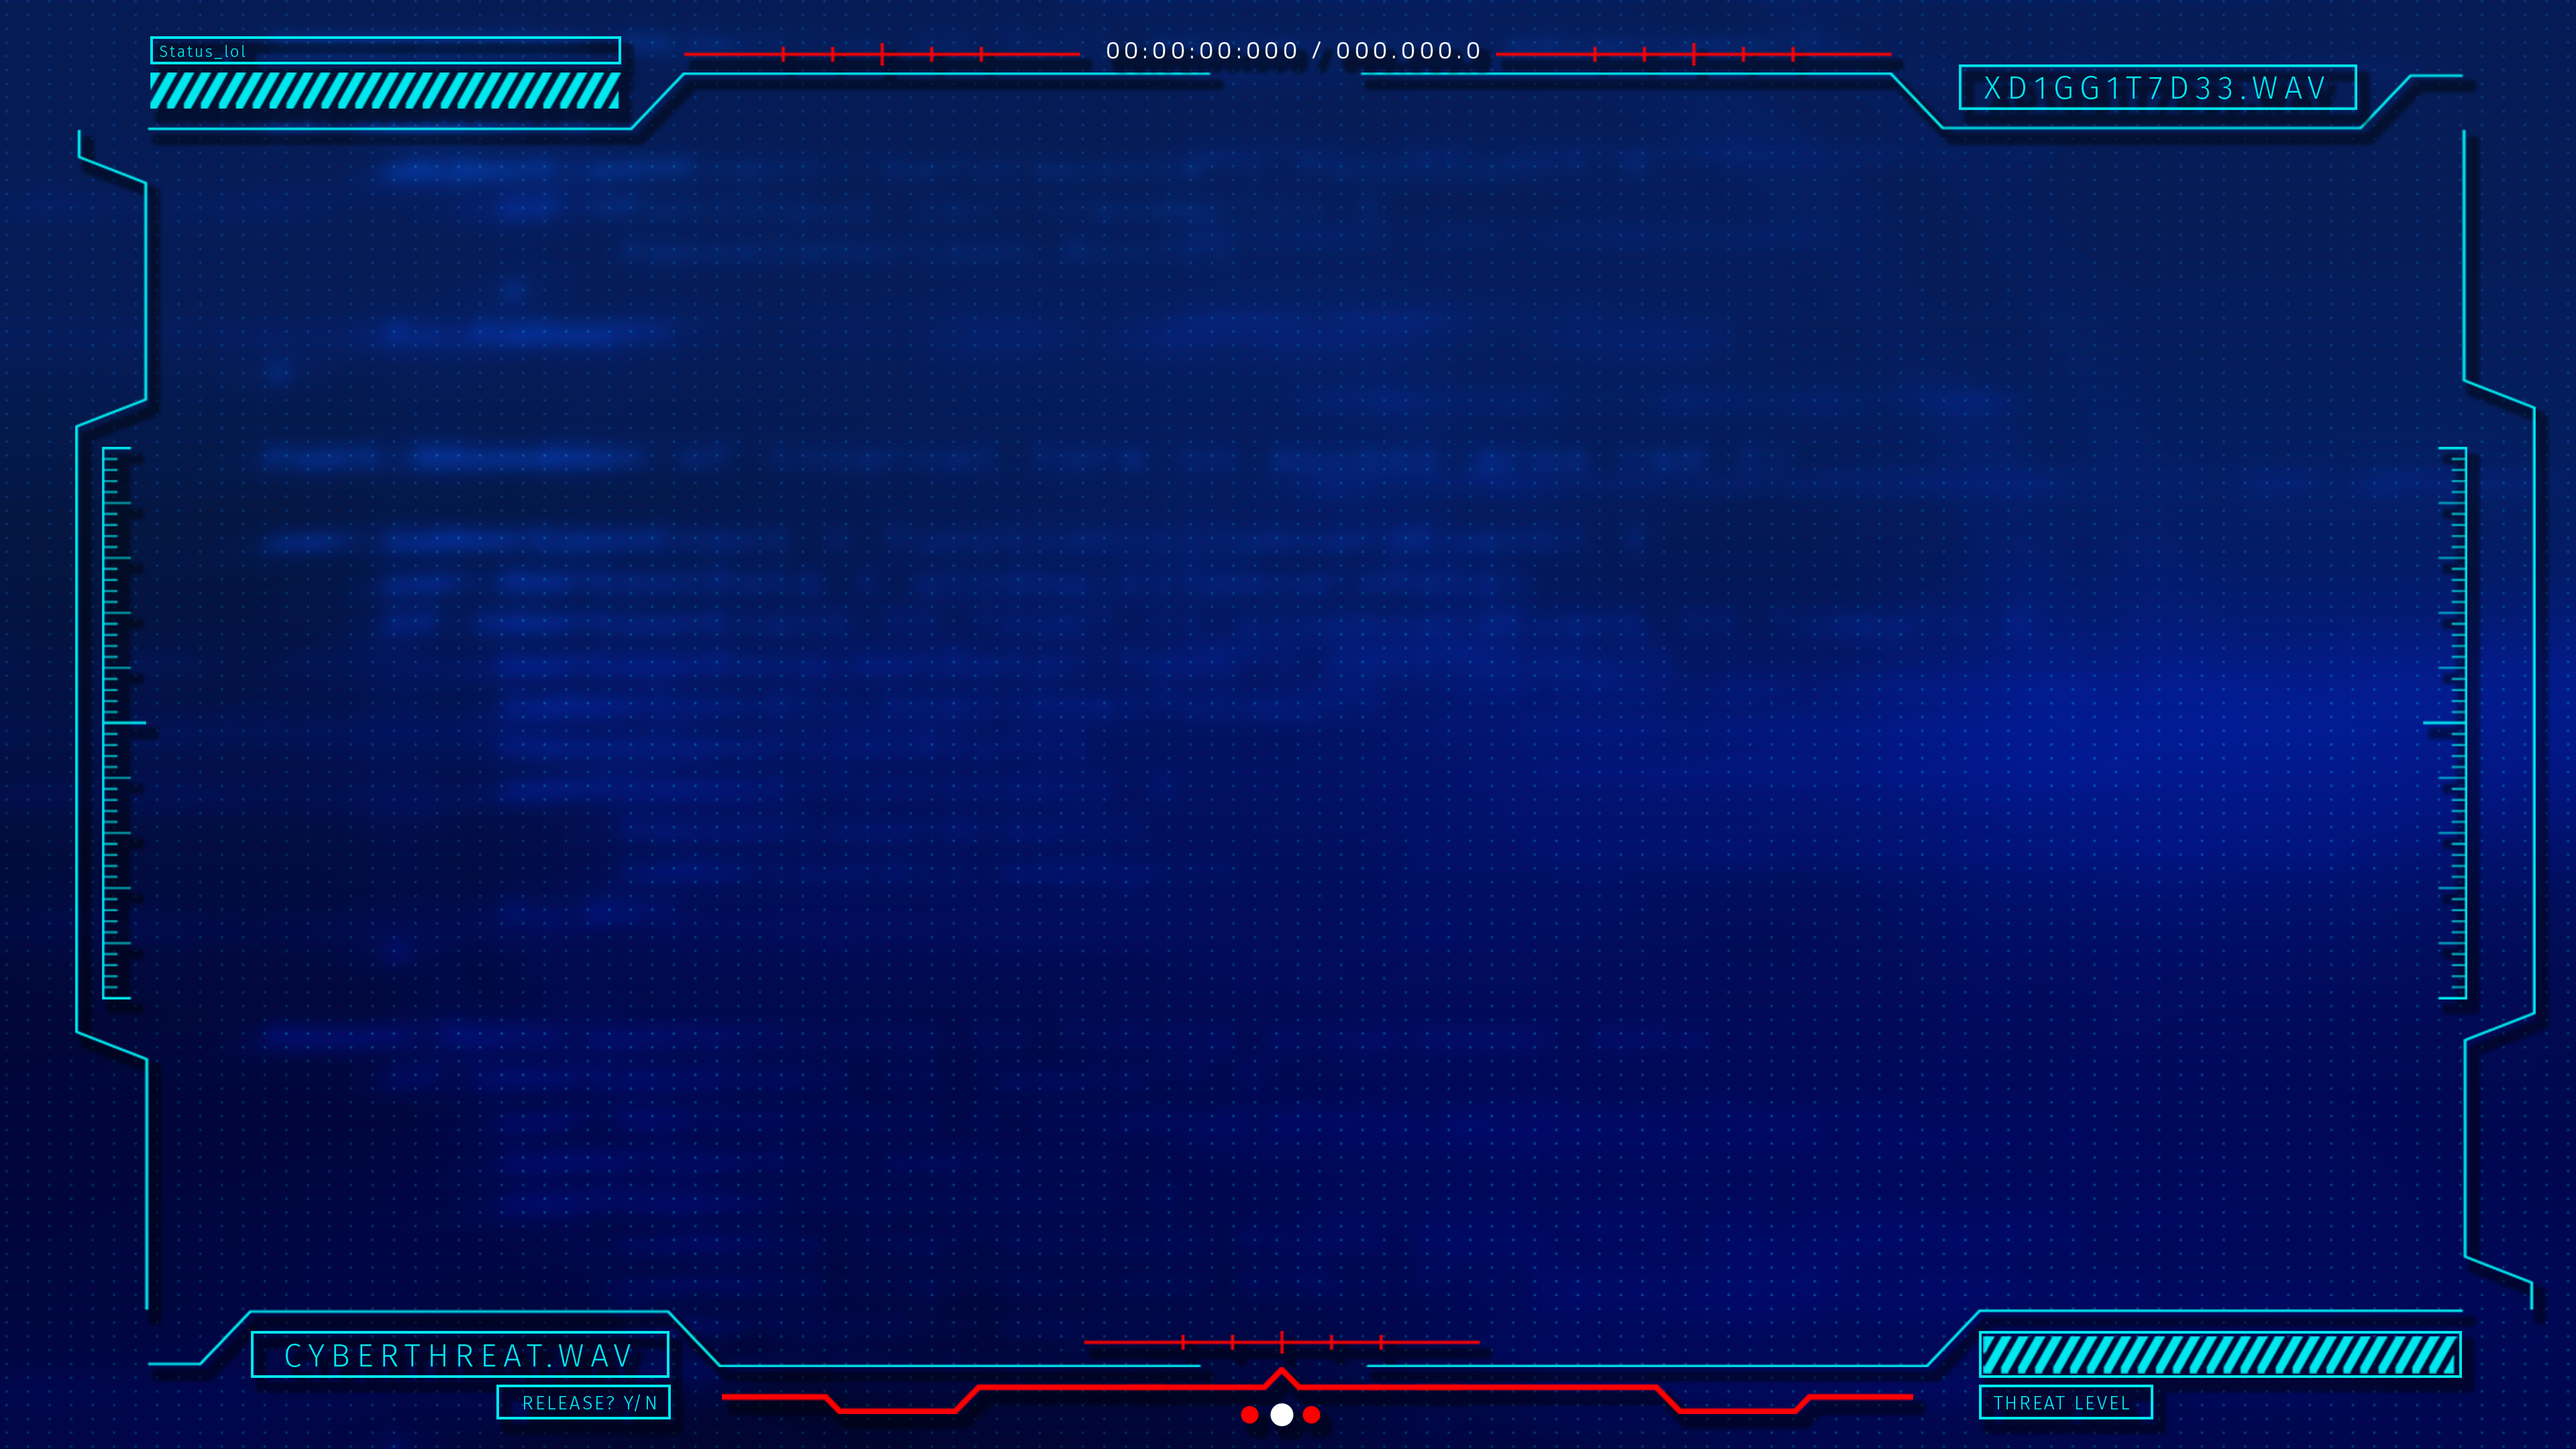 Status_lol
00:00:00:000 / 000.000.0
XD1GG1T7D33.WAV
CYBERTHREAT.WAV
RELEASE? Y/N
THREAT LEVEL